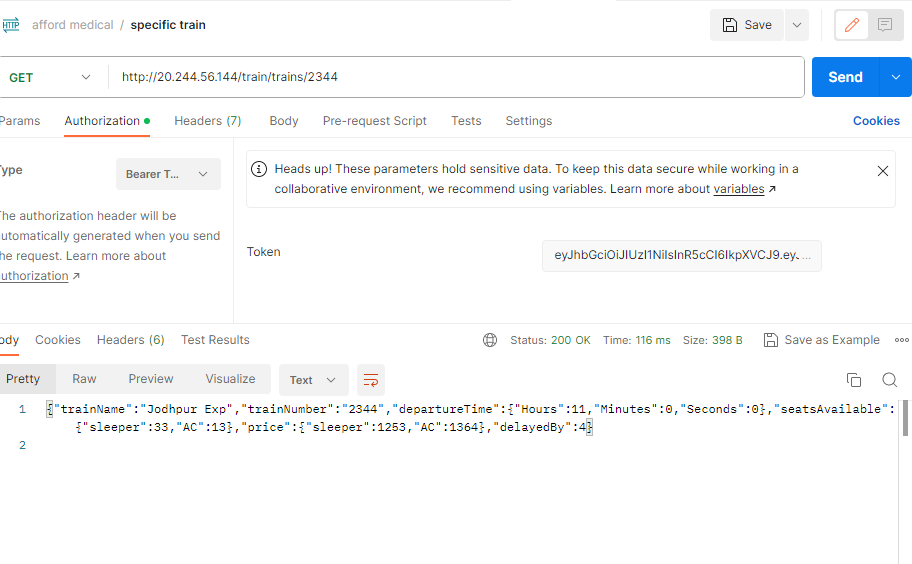 HTTP afford medical / specific train Save
GET http://20.244.56.144/train/trains/2344 Send
Params Authorization Headers (7) Body Pre-request Script Tests Settings Cookies
Type Bearer T...
Heads up! These parameters hold sensitive data. To keep this data secure while working in a
collaborative environment, we recommend using variables. Learn more about variables ↗
The authorization header will be
automatically generated when you send
the request. Learn more about
authorization ↗
Token eyJhbGciOiJIUzI1NiIsInR5cCI6IkpXVCJ9.eyJ...
Body Cookies Headers (6) Test Results Status: 200 OK Time: 116 ms Size: 398 B Save as Example
Pretty Raw Preview Visualize Text
1 {"trainName":"Jodhpur Exp","trainNumber":"2344","departureTime":{"Hours":11,"Minutes":0,"Seconds":0},"seatsAvailable":
{"sleeper":33,"AC":13},"price":{"sleeper":1253,"AC":1364},"delayedBy":4}
2